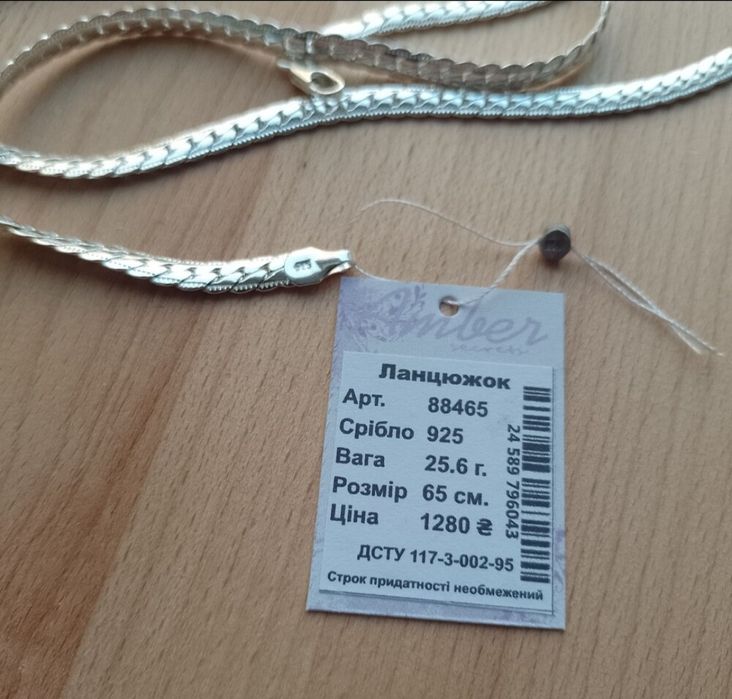 Amber
Ланцюжок
Арт. 88465
Срібло 925
Вага 25.6 г.
Розмір 65 см.
Ціна 1280 ₴
ДСТУ 117-3-002-95
Строк придатності необмежений
24 589 796043
E